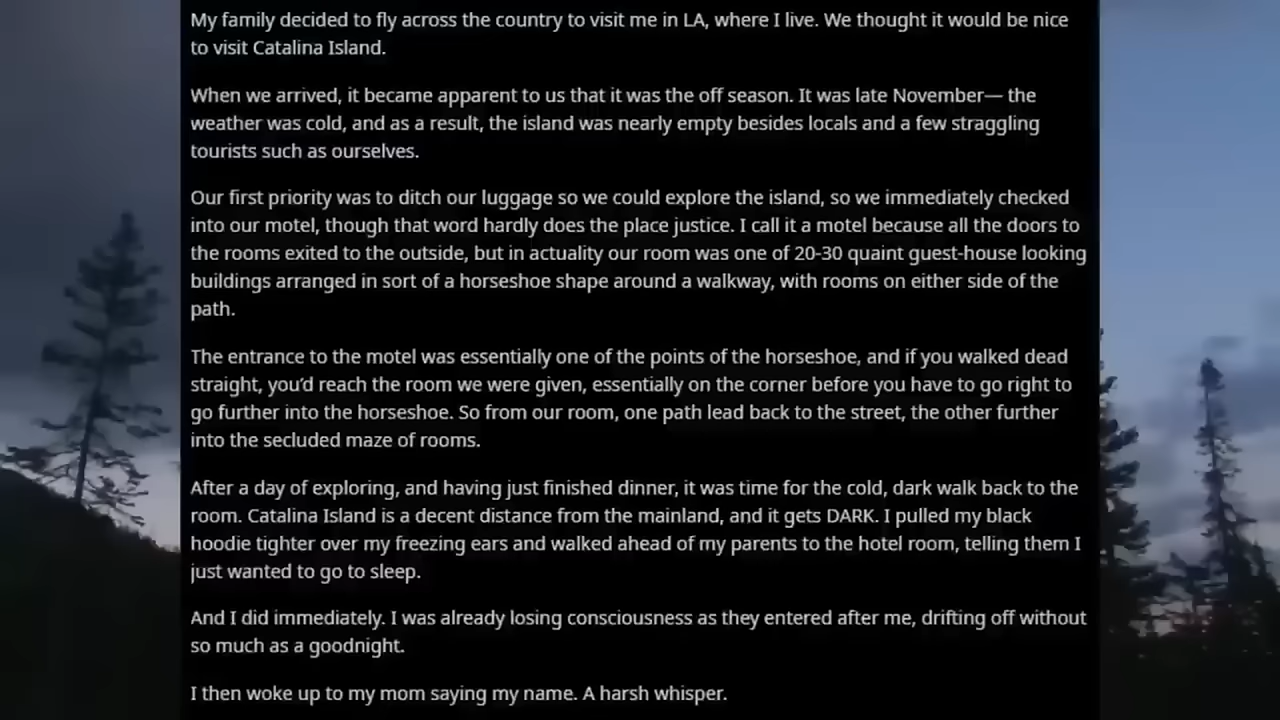 My family decided to fly across the country to visit me in LA, where I live. We thought it would be nice
to visit Catalina Island.
When we arrived, it became apparent to us that it was the off season. It was late November— the
weather was cold, and as a result, the island was nearly empty besides locals and a few straggling
tourists such as ourselves.
Our first priority was to ditch our luggage so we could explore the island, so we immediately checked
into our motel, though that word hardly does the place justice. I call it a motel because all the doors to
the rooms exited to the outside, but in actuality our room was one of 20-30 quaint guest-house looking
buildings arranged in sort of a horseshoe shape around a walkway, with rooms on either side of the
path.
The entrance to the motel was essentially one of the points of the horseshoe, and if you walked dead
straight, you’d reach the room we were given, essentially on the corner before you have to go right to
go further into the horseshoe. So from our room, one path lead back to the street, the other further
into the secluded maze of rooms.
After a day of exploring, and having just finished dinner, it was time for the cold, dark walk back to the
room. Catalina Island is a decent distance from the mainland, and it gets DARK. I pulled my black
hoodie tighter over my freezing ears and walked ahead of my parents to the hotel room, telling them I
just wanted to go to sleep.
And I did immediately. I was already losing consciousness as they entered after me, drifting off without
so much as a goodnight.
I then woke up to my mom saying my name. A harsh whisper.